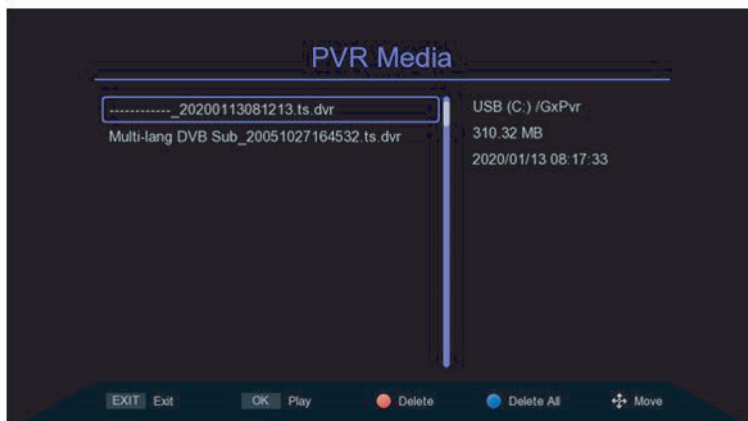 PVR Media
------------_20200113081213.ts.dvr
Multi-lang DVB Sub_20051027164532.ts.dvr
USB (C:) /GxPvr
310.32 MB
2020/01/13 08:17:33
EXIT Exit OK Play Delete Delete All Move